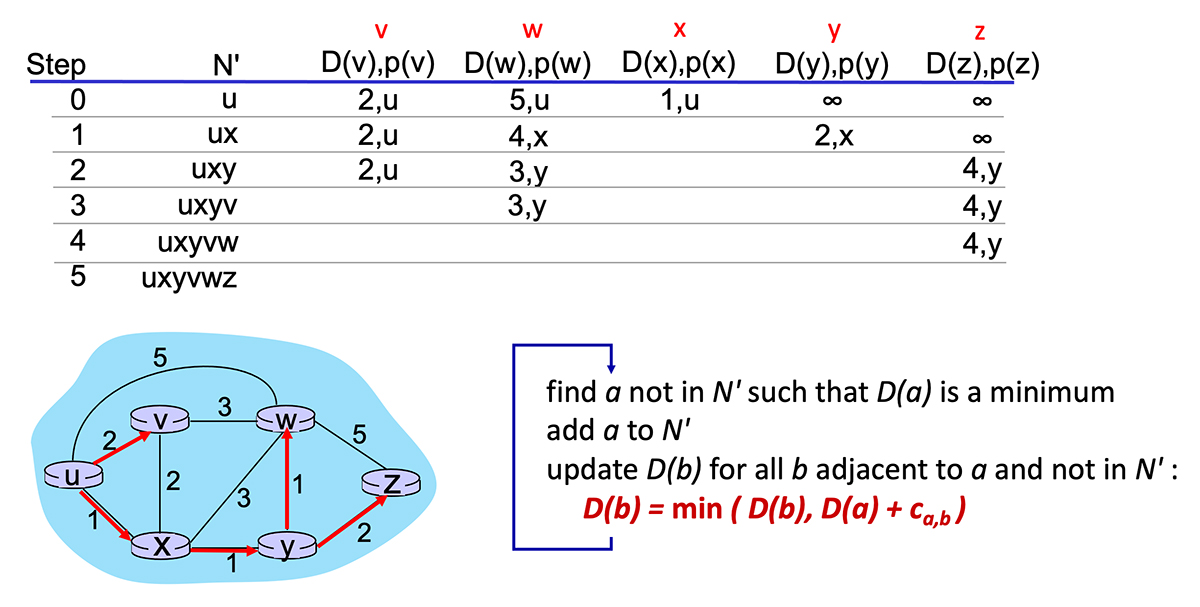 v w x y z
Step N' D(v),p(v) D(w),p(w) D(x),p(x) D(y),p(y) D(z),p(z)
0 u 2,u 5,u 1,u ∞ ∞
1 ux 2,u 4,x 2,x ∞
2 uxy 2,u 3,y 4,y
3 uxyv 3,y 4,y
4 uxyvw 4,y
5 uxyvwz
5
3
v w
2 5
u 2 3 1 z
1 2
x y
1
find a not in N' such that D(a) is a minimum
add a to N'
update D(b) for all b adjacent to a and not in N' :
D(b) = min ( D(b), D(a) + ca,b )